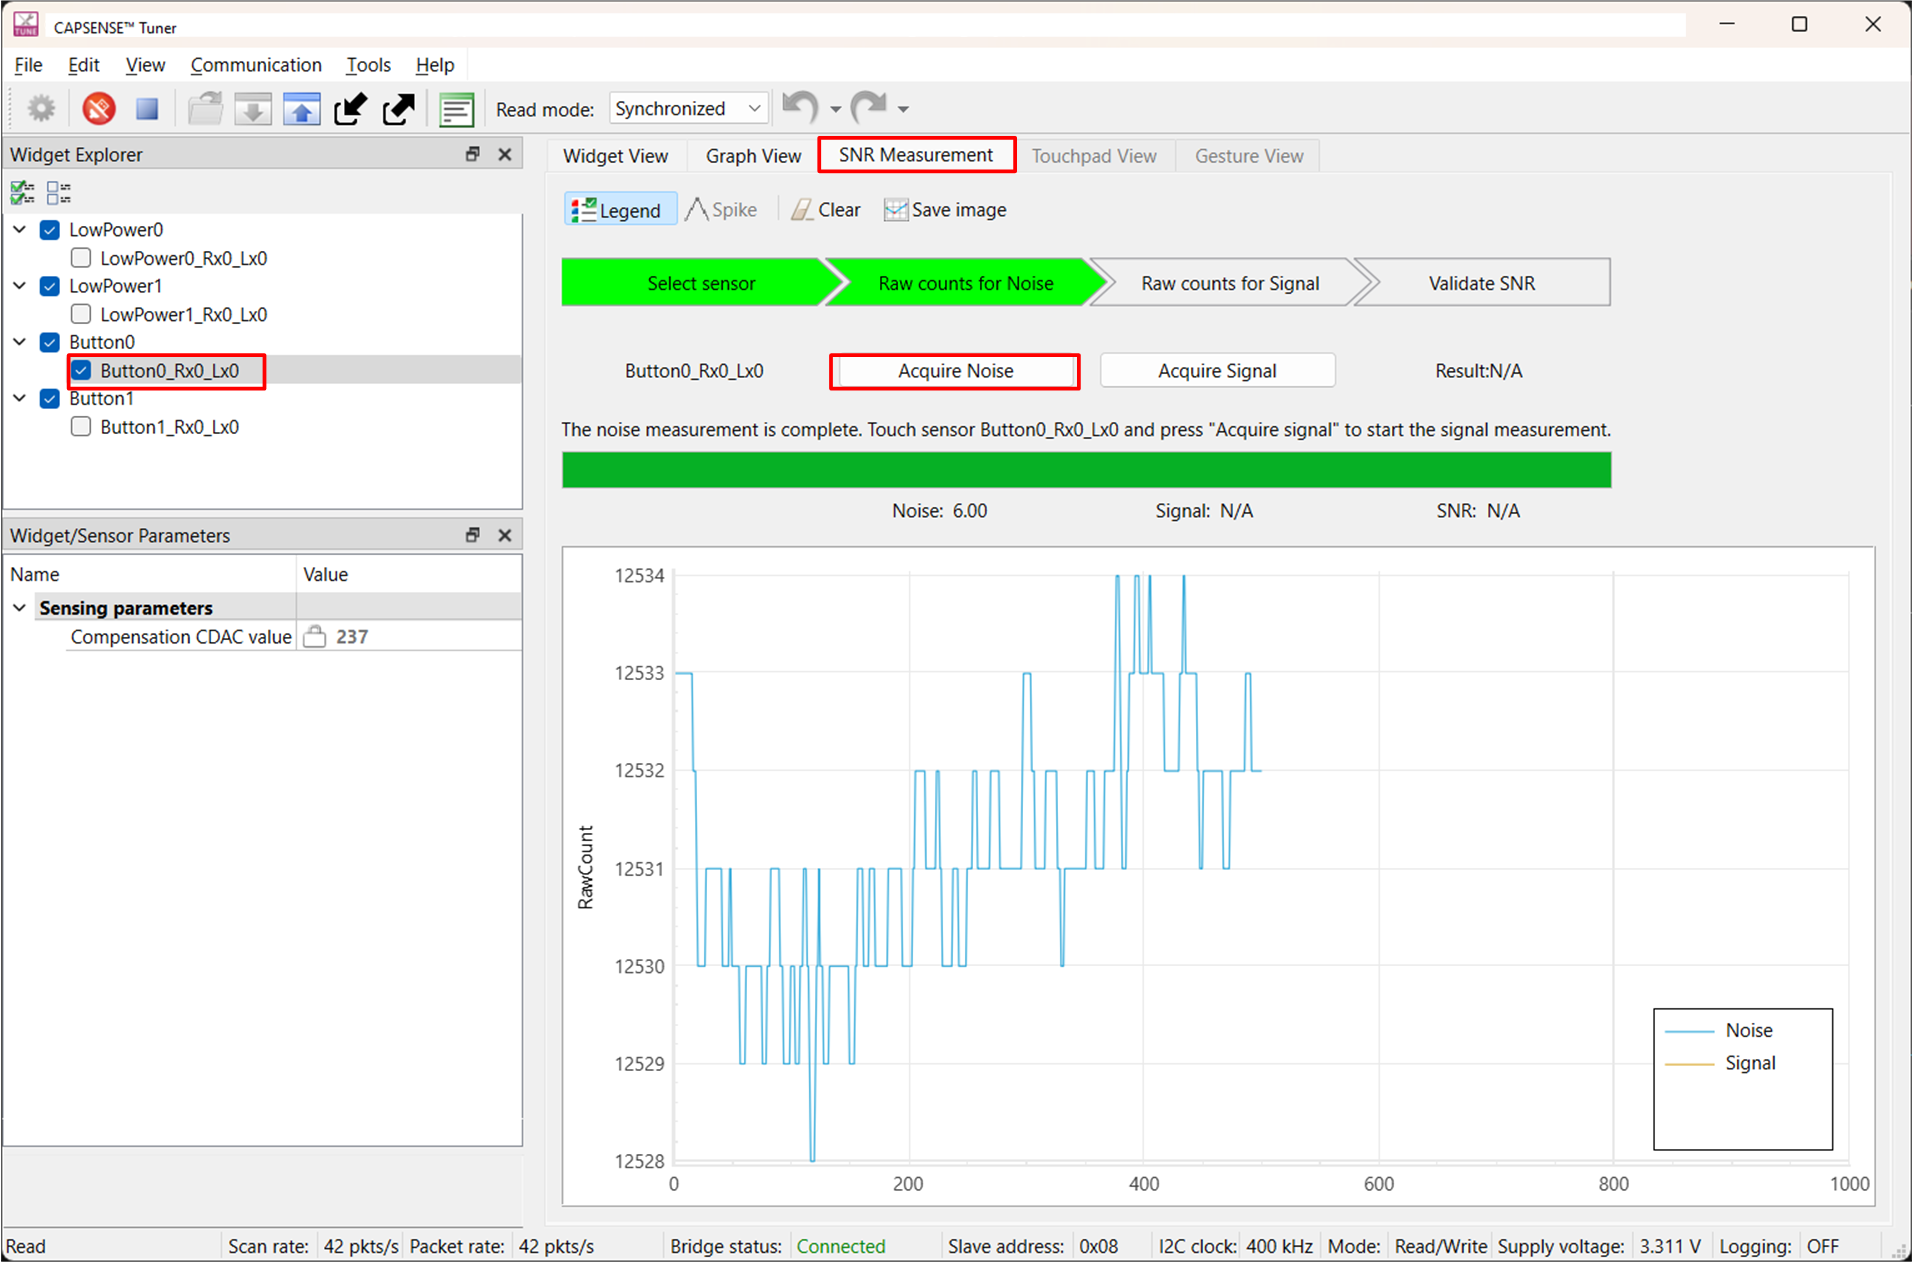 CAPSENSE™ Tuner
File Edit View Communication Tools Help
Read mode: Synchronized
Widget Explorer
LowPower0
LowPower0_Rx0_Lx0
LowPower1
LowPower1_Rx0_Lx0
Button0
Button0_Rx0_Lx0
Button1
Button1_Rx0_Lx0
Widget/Sensor Parameters
Name Value
Sensing parameters
Compensation CDAC value 237
Widget View Graph View SNR Measurement Touchpad View Gesture View
Legend Spike Clear Save image
Select sensor Raw counts for Noise Raw counts for Signal Validate SNR
Button0_Rx0_Lx0 Acquire Noise Acquire Signal Result:N/A
The noise measurement is complete. Touch sensor Button0_Rx0_Lx0 and press "Acquire signal" to start the signal measurement.
Noise: 6.00 Signal: N/A SNR: N/A
12534
12533
12532
12531
12530
12529
12528
RawCount
0 200 400 600 800 1000
Noise
Signal
Read Scan rate: 42 pkts/s Packet rate: 42 pkts/s Bridge status: Connected Slave address: 0x08 I2C clock: 400 kHz Mode: Read/Write Supply voltage: 3.311 V Logging: OFF